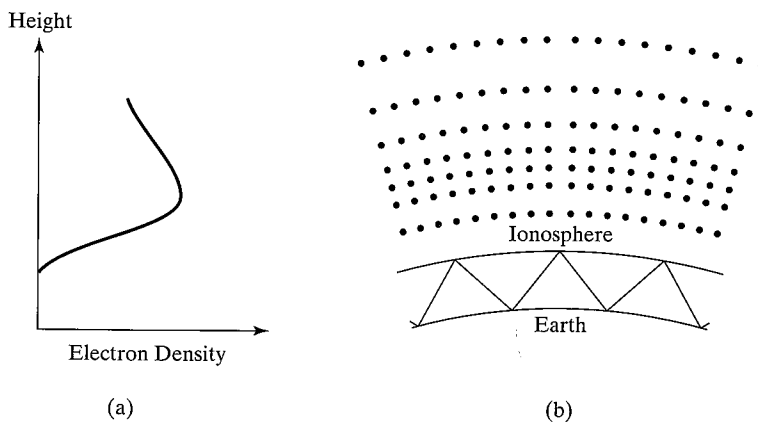 Height
Electron Density
(a)
Ionosphere
Earth
(b)